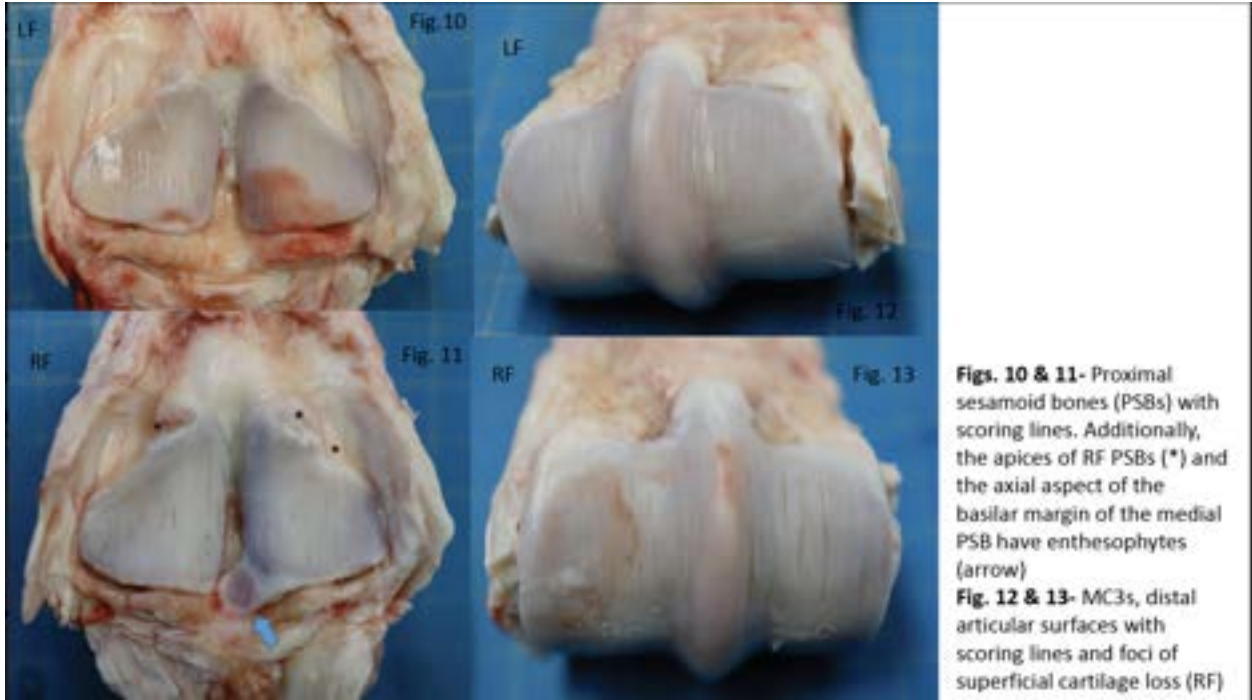 LF
Fig.10
LF
Fig. 12
RF
Fig. 11
RF
Fig. 13
Figs. 10 & 11- Proximal
sesamoid bones (PSBs) with
scoring lines. Additionally,
the apices of RF PSBs (*) and
the axial aspect of the
basilar margin of the medial
PSB have enthesophytes
(arrow)
Fig. 12 & 13- MC3s, distal
articular surfaces with
scoring lines and foci of
superficial cartilage loss (RF)